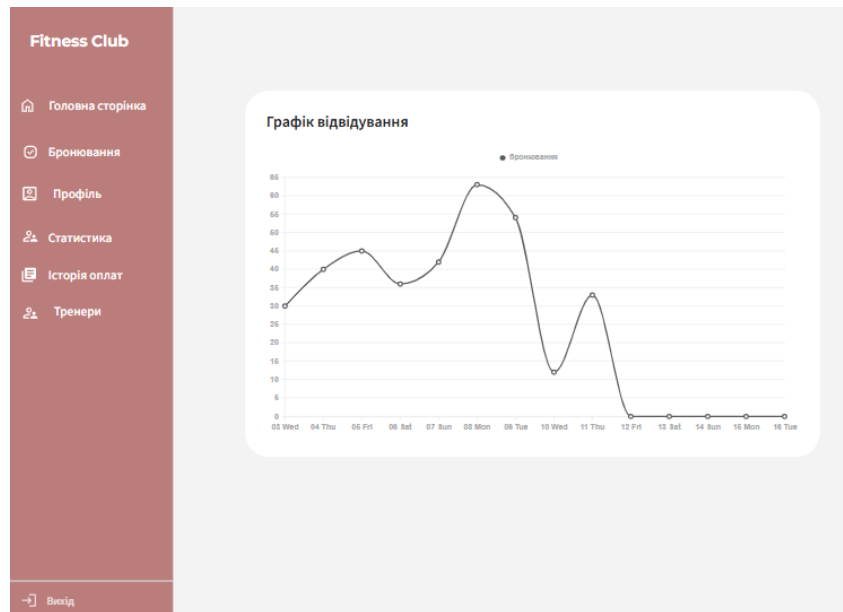 Fitness Club
Головна сторінка
Бронювання
Профіль
Статистика
Історія оплат
Тренери
Вихід
Графік відвідування
бронювання
65
60
55
50
45
40
35
30
25
20
15
10
5
0
03 Wed 04 Thu 05 Fri 06 Sat 07 Sun 08 Mon 09 Tue 10 Wed 11 Thu 12 Fri 13 Sat 14 Sun 15 Mon 16 Tue